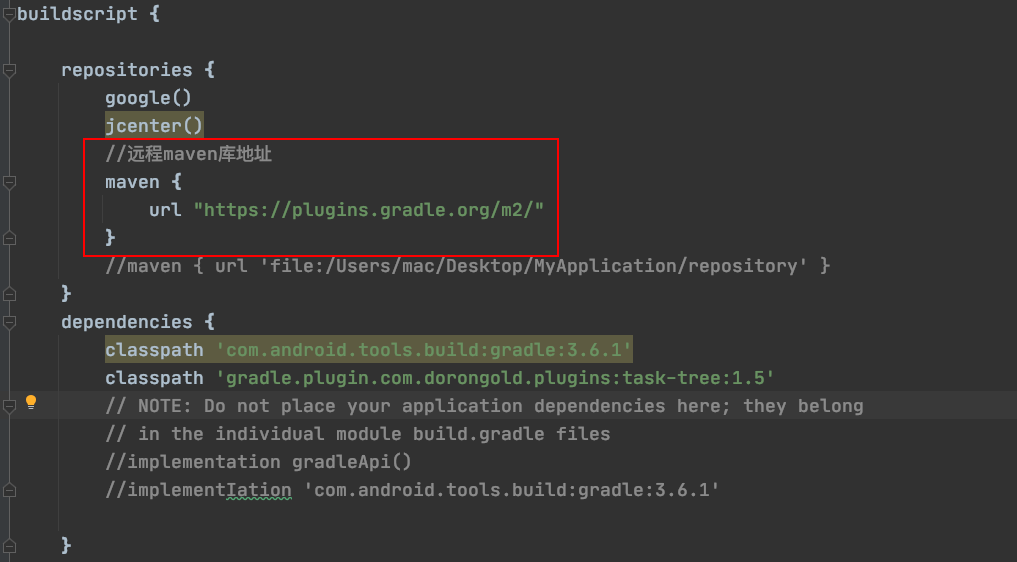 buildscript {
repositories {
google()
jcenter()
//远程maven库地址
maven {
url "https://plugins.gradle.org/m2/"
}
//maven { url 'file:/Users/mac/Desktop/MyApplication/repository' }
}
dependencies {
classpath 'com.android.tools.build:gradle:3.6.1'
classpath 'gradle.plugin.com.dorongold.plugins:task-tree:1.5'
// NOTE: Do not place your application dependencies here; they belong
// in the individual module build.gradle files
//implementation gradleApi()
//implementIation 'com.android.tools.build:gradle:3.6.1'
}